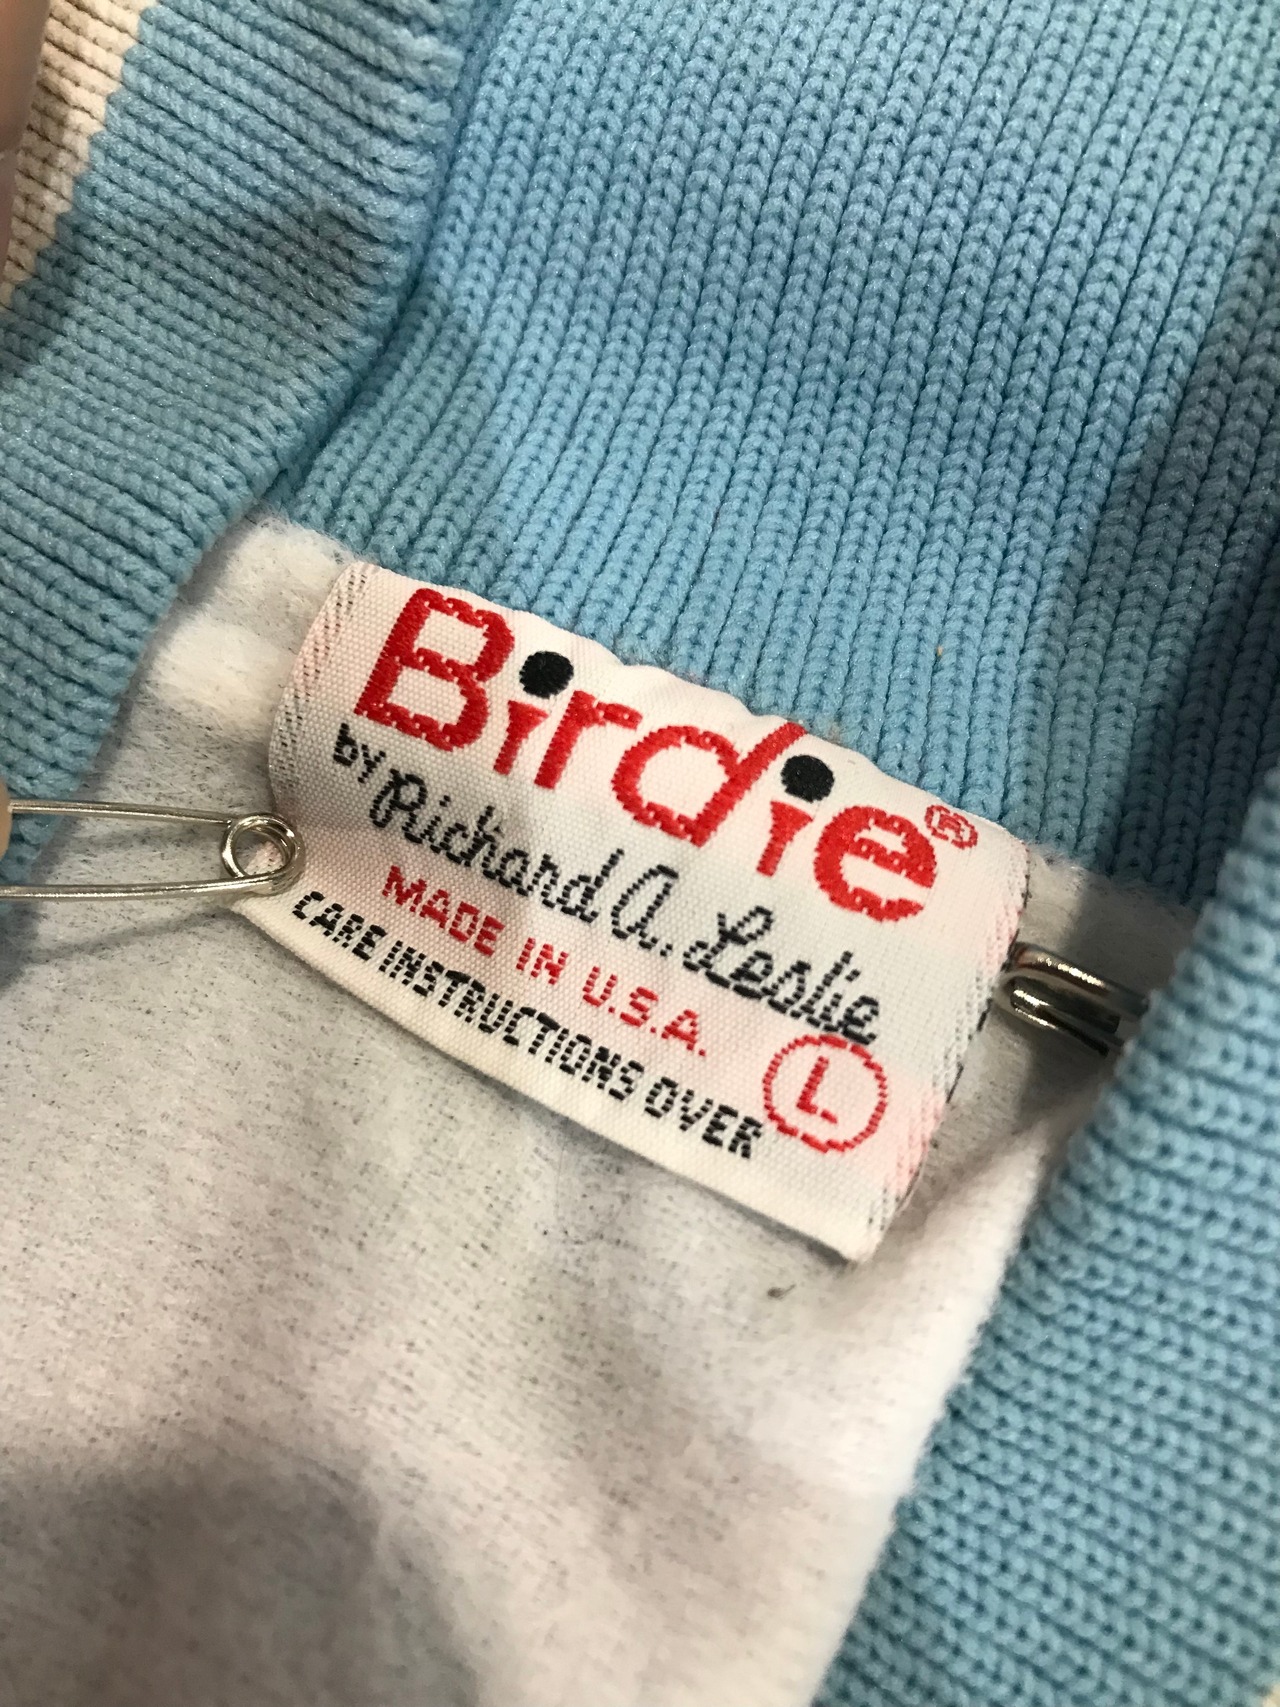 Birdie®
by Richard A. Leslie
MADE IN U.S.A.
CARE INSTRUCTIONS OVER
L.